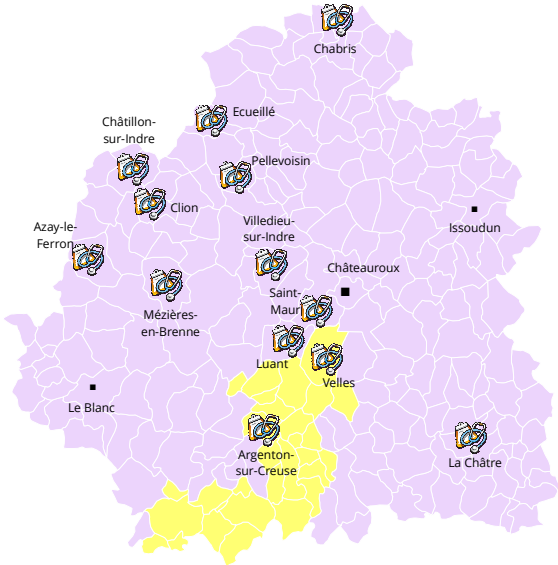 Chabris
Ecueillé
Châtillon-
sur-Indre
Pellevoisin
Clion
Issoudun
Villedieu-
sur-Indre
Azay-le-
Ferron
Châteauroux
Saint-
Maur
Mézières-
en-Brenne
Luant
Velles
Le Blanc
Argenton-
sur-Creuse
La Châtre